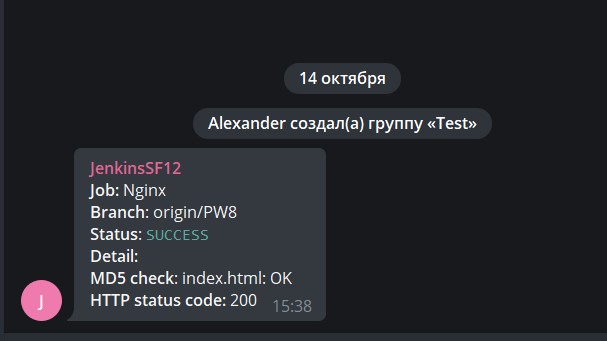 14 октября
Alexander создал(а) группу «Test»
JenkinsSF12
Job: Nginx
Branch: origin/PW8
Status: SUCCESS
Detail:
MD5 check: index.html: OK
HTTP status code: 200
15:38
J